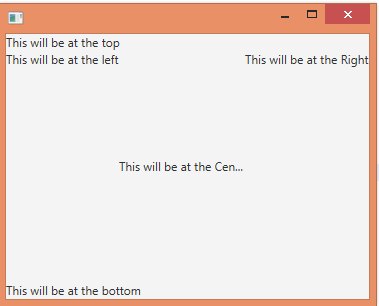 This will be at the top
This will be at the left
This will be at the Right
This will be at the Cen...
This will be at the bottom